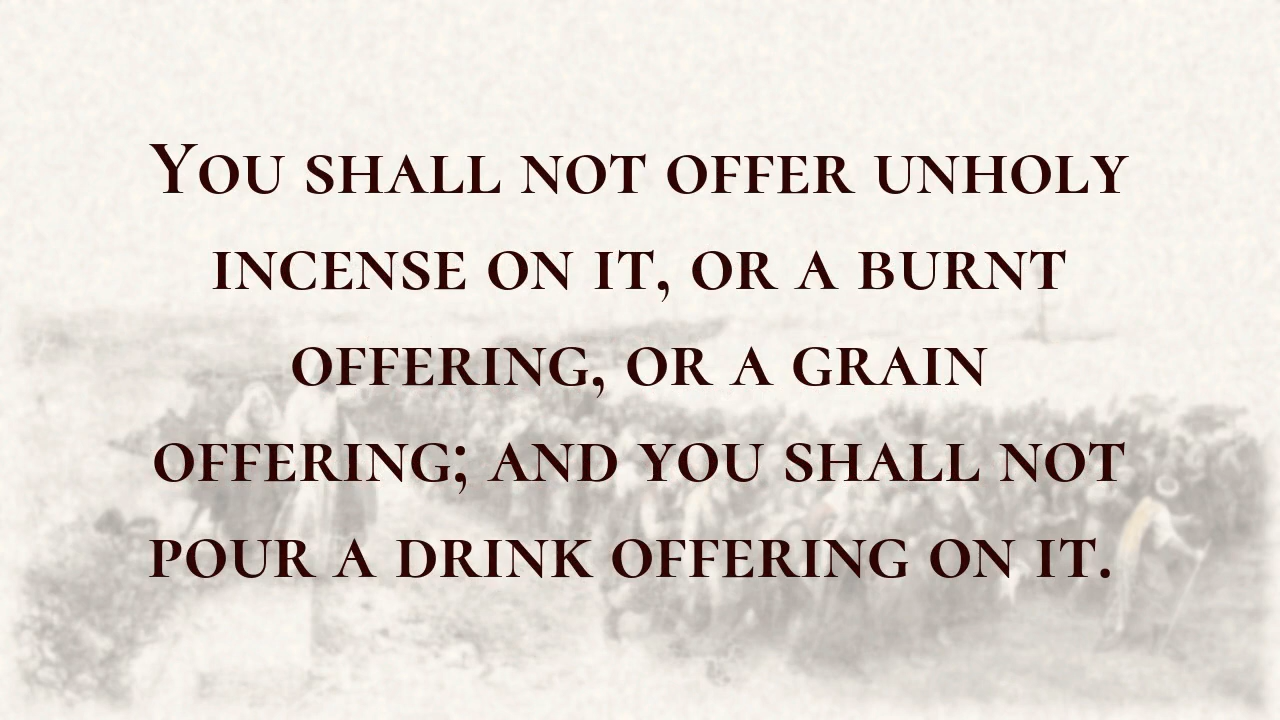 You shall not offer unholy
incense on it, or a burnt
offering, or a grain
offering; and you shall not
pour a drink offering on it.